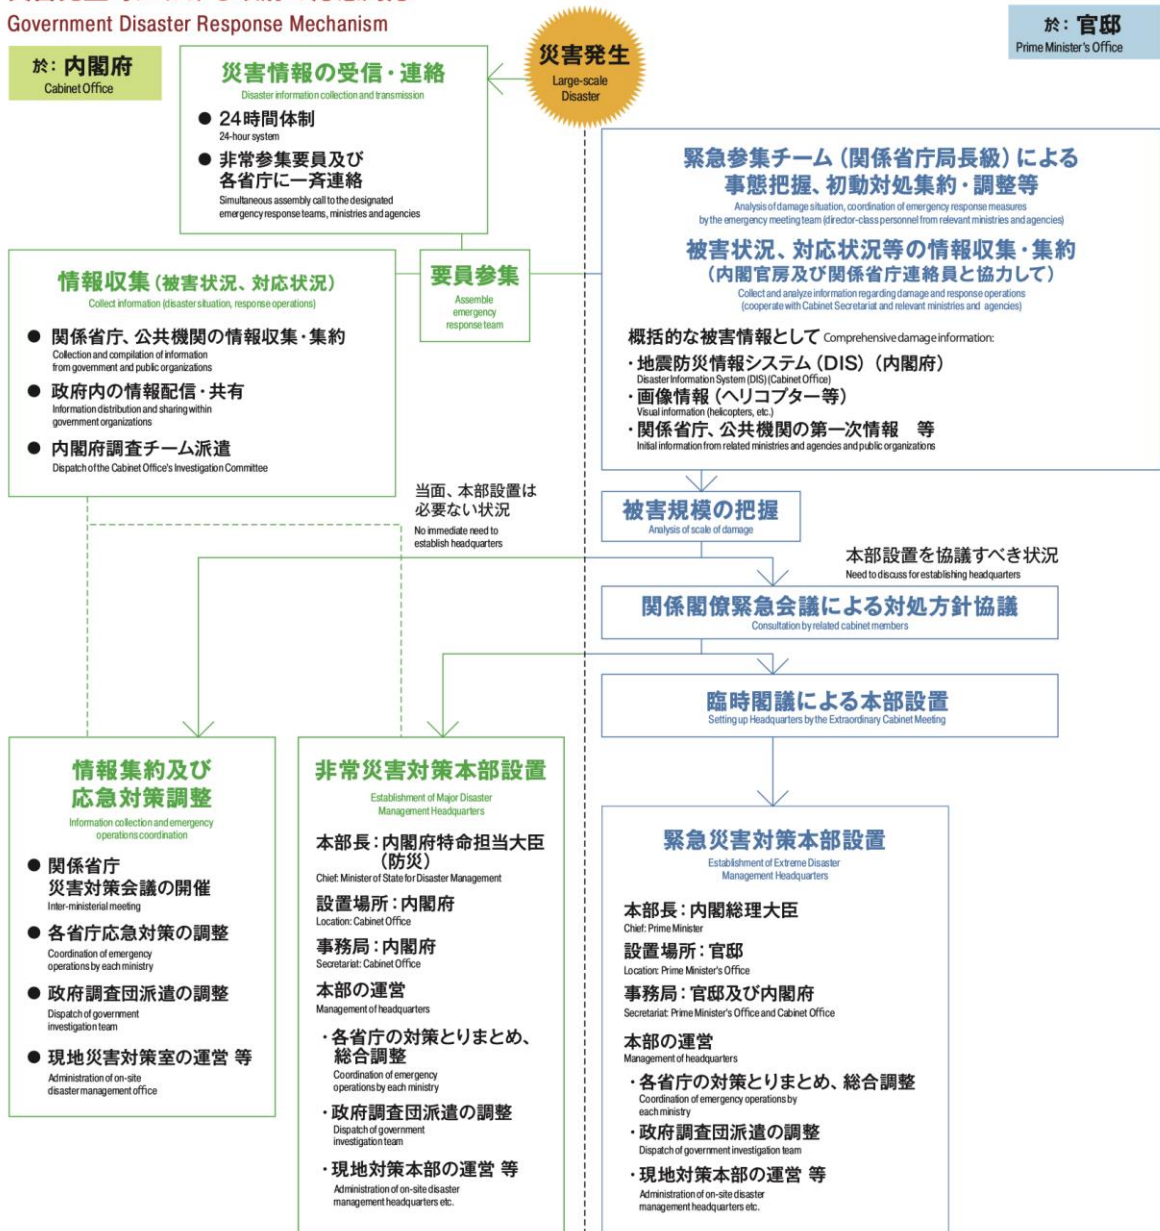 Government Disaster Response Mechanism
於：内閣府
Cabinet Office
災害情報の受信・連絡
Disaster information collection and transmission
● 24時間体制
24-hour system
● 非常参集要員及び
各省庁に一斉連絡
Simultaneous assembly call to the designated
emergency response teams, ministries and agencies
災害発生
Large-scale
Disaster
於：官邸
Prime Minister's Office
緊急参集チーム（関係省庁局長級）による
事態把握、初動対処集約・調整等
Analysis of damage situation, coordination of emergency response measures
by the emergency meeting team (director-class personnel from relevant ministries and agencies)
被害状況、対応状況等の情報収集・集約
（内閣官房及び関係省庁連絡員と協力して）
Collect and analyze information regarding damage and response operations
(cooperate with Cabinet Secretariat and relevant ministries and agencies)
概括的な被害情報として Comprehensive damage information:
・地震防災情報システム（DIS）（内閣府）
Disaster Information System (DIS) (Cabinet Office)
・画像情報（ヘリコプター等）
Visual information (helicopters, etc.)
・関係省庁、公共機関の第一次情報 等
Initial information from related ministries and agencies and public organizations
情報収集（被害状況、対応状況）
Collect information (disaster situation, response operations)
● 関係省庁、公共機関の情報収集・集約
Collection and compilation of information
from government and public organizations
● 政府内の情報配信・共有
Information distribution and sharing within
government organizations
● 内閣府調査チーム派遣
Dispatch of the Cabinet Office's Investigation Committee
要員参集
Assemble
emergency
response team
当面、本部設置は
必要ない状況
No immediate need to
establish headquarters
被害規模の把握
Analysis of scale of damage
本部設置を協議すべき状況
Need to discuss for establishing headquarters
関係閣僚緊急会議による対処方針協議
Consultation by related cabinet members
臨時閣議による本部設置
Setting up Headquarters by the Extraordinary Cabinet Meeting
情報集約及び
応急対策調整
Information collection and emergency
operations coordination
● 関係省庁
災害対策会議の開催
Inter-ministerial meeting
● 各省庁応急対策の調整
Coordination of emergency
operations by each ministry
● 政府調査団派遣の調整
Dispatch of government
investigation team
● 現地災害対策室の運営 等
Administration of on-site
disaster management office
非常災害対策本部設置
Establishment of Major Disaster
Management Headquarters
本部長：内閣府特命担当大臣
（防災）
Chief: Minister of State for Disaster Management
設置場所：内閣府
Location: Cabinet Office
事務局：内閣府
Secretariat: Cabinet Office
本部の運営
Management of headquarters
・各省庁の対策とりまとめ、
総合調整
Coordination of emergency
operations by each ministry
・政府調査団派遣の調整
Dispatch of government
investigation team
・現地対策本部の運営 等
Administration of on-site disaster
management headquarters etc.
緊急災害対策本部設置
Establishment of Extreme Disaster
Management Headquarters
本部長：内閣総理大臣
Chief: Prime Minister
設置場所：官邸
Location: Prime Minister's Office
事務局：官邸及び内閣府
Secretariat: Prime Minister's Office and Cabinet Office
本部の運営
Management of headquarters
・各省庁の対策とりまとめ、総合調整
Coordination of emergency operations by
each ministry
・政府調査団派遣の調整
Dispatch of government investigation team
・現地対策本部の運営 等
Administration of on-site disaster
management headquarters etc.